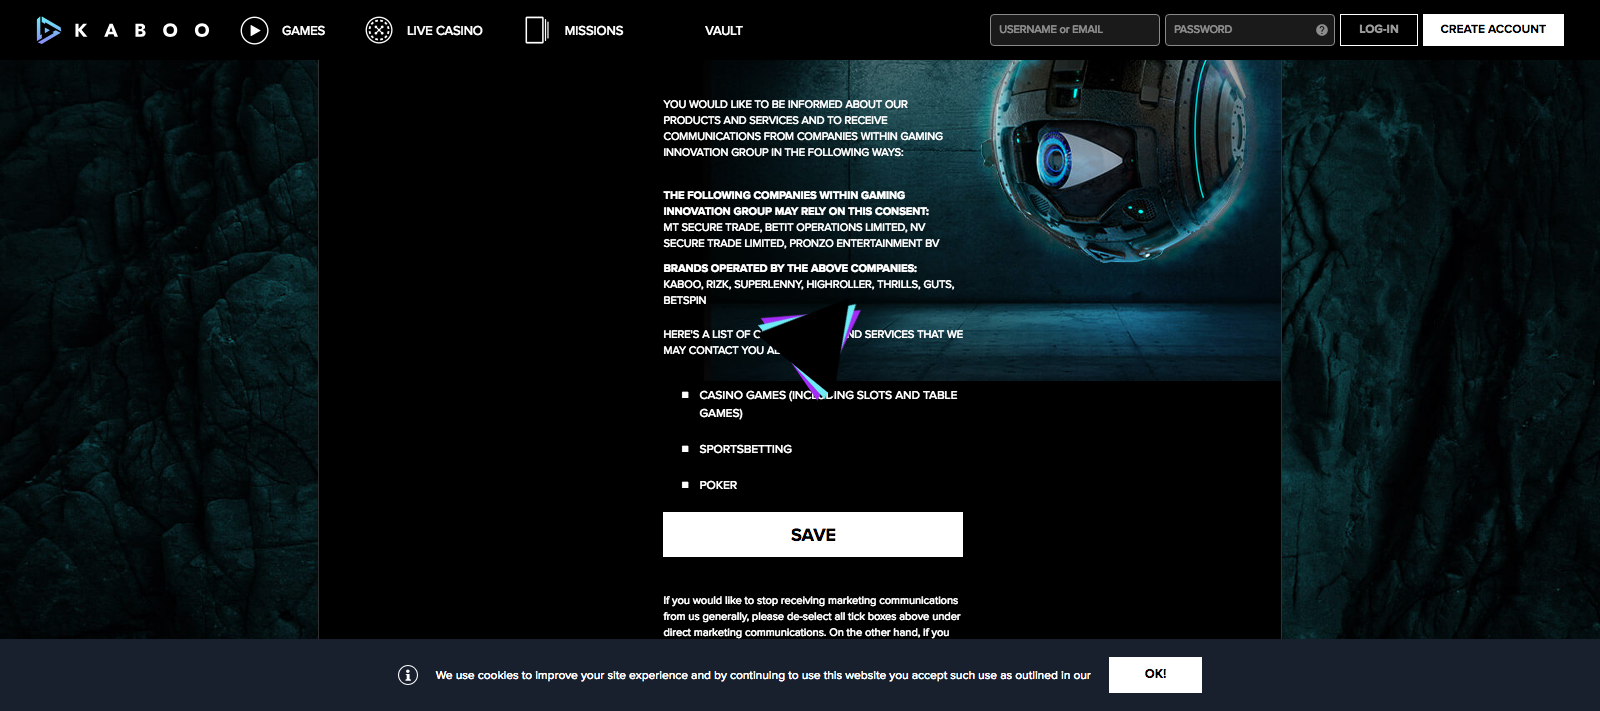 KABOO
GAMES
LIVE CASINO
MISSIONS
VAULT
USERNAME or EMAIL
PASSWORD
?
LOG-IN
CREATE ACCOUNT
YOU WOULD LIKE TO BE INFORMED ABOUT OUR
PRODUCTS AND SERVICES AND TO RECEIVE
COMMUNICATIONS FROM COMPANIES WITHIN GAMING
INNOVATION GROUP IN THE FOLLOWING WAYS:
THE FOLLOWING COMPANIES WITHIN GAMING
INNOVATION GROUP MAY RELY ON THIS CONSENT:
MT SECURE TRADE, BETIT OPERATIONS LIMITED, NV
SECURE TRADE LIMITED, PRONZO ENTERTAINMENT BV
BRANDS OPERATED BY THE ABOVE COMPANIES:
KABOO, RIZK, SUPERLENNY, HIGHROLLER, THRILLS, GUTS,
BETSPIN
HERE'S A LIST OF SERVICES THAT WE
MAY CONTACT YOU
CASINO GAMES (INCLUDING SLOTS AND TABLE
GAMES)
SPORTSBETTING
POKER
SAVE
If you would like to stop receiving marketing communications
from us generally, please de-select all tick boxes above under
direct marketing communications. On the other hand, if you
We use cookies to improve your site experience and by continuing to use this website you accept such use as outlined in our
OK!